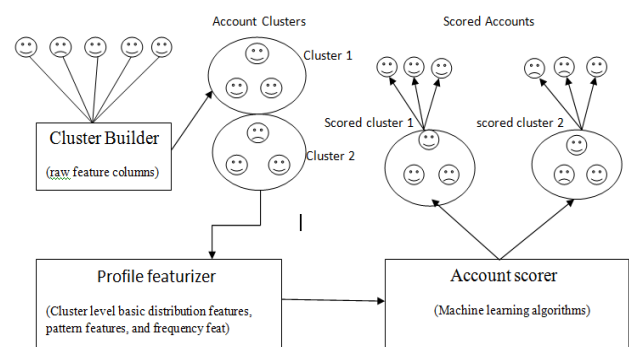 Account Clusters
Scored Accounts
Cluster 1
Cluster Builder
(raw feature columns)
Cluster 2
Scored cluster 1
scored cluster 2
Profile featurizer
(Cluster level basic distribution features,
pattern features, and frequency feat)
Account scorer
(Machine learning algorithms)